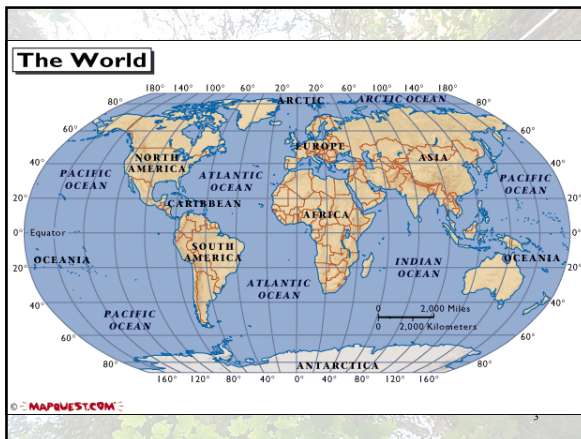 The World
180° 140° 100° 60° 20° 20° 60° 100° 140° 180°
ARCTIC
ARCTIC OCEAN
80° 80°
60° 60°
EUROPE
NORTH
AMERICA
ASIA
40° 40°
PACIFIC
OCEAN
ATLANTIC
OCEAN
PACIFIC
OCEAN
20° 20°
CARIBBEAN
AFRICA
0° Equator 0°
SOUTH
AMERICA
OCEANIA
INDIAN
OCEAN
OCEANIA
20° 20°
ATLANTIC
OCEAN
40° 40°
PACIFIC
OCEAN
0 2,000 Miles
0 2,000 Kilometers
60° 60°
80° 80°
ANTARCTICA
160° 120° 80° 40° 0° 40° 80° 120° 160°
© MAPQUEST.COM
3